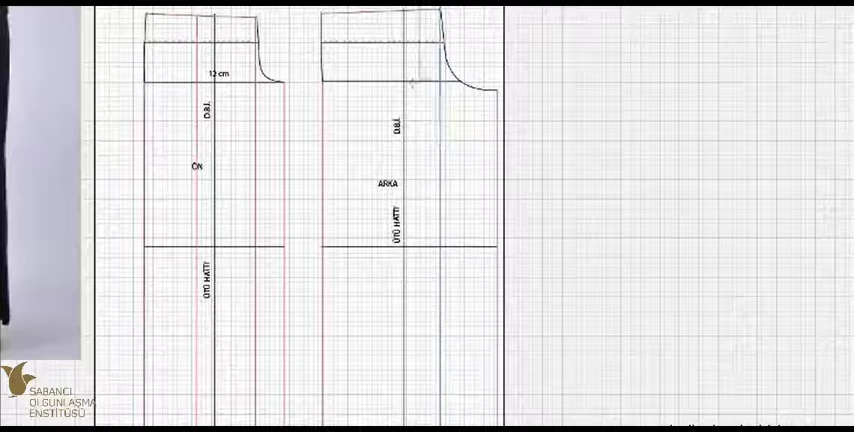 12 cm
D.B.İ.
ÖN
ÜTÜ HATTI
D.B.İ.
ARKA
ÜTÜ HATTI
SABANCI
OLGUNLAŞMA
ENSTİTÜSÜ